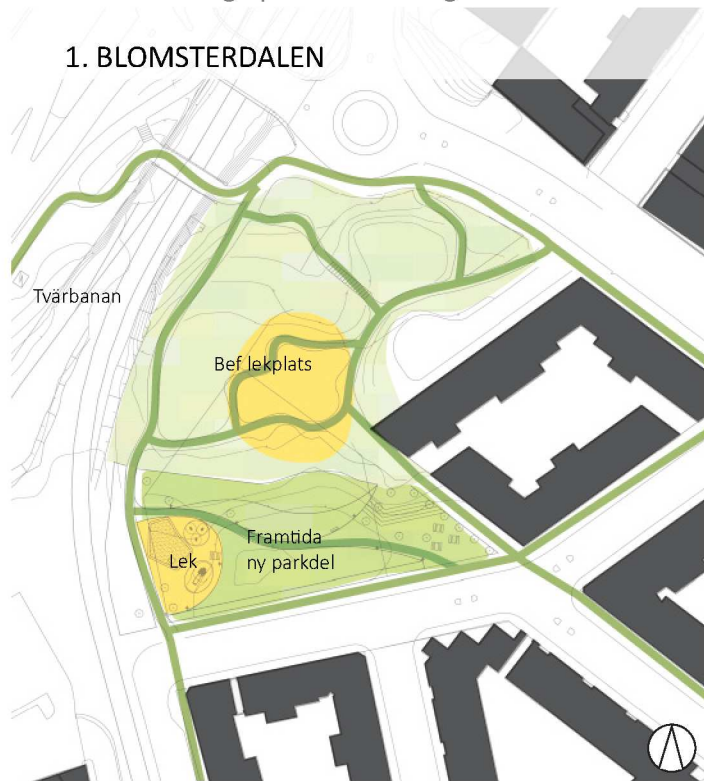 1. BLOMSTERDALEN
Tvärbanan
Bef lekplats
Framtida
ny parkdel
Lek